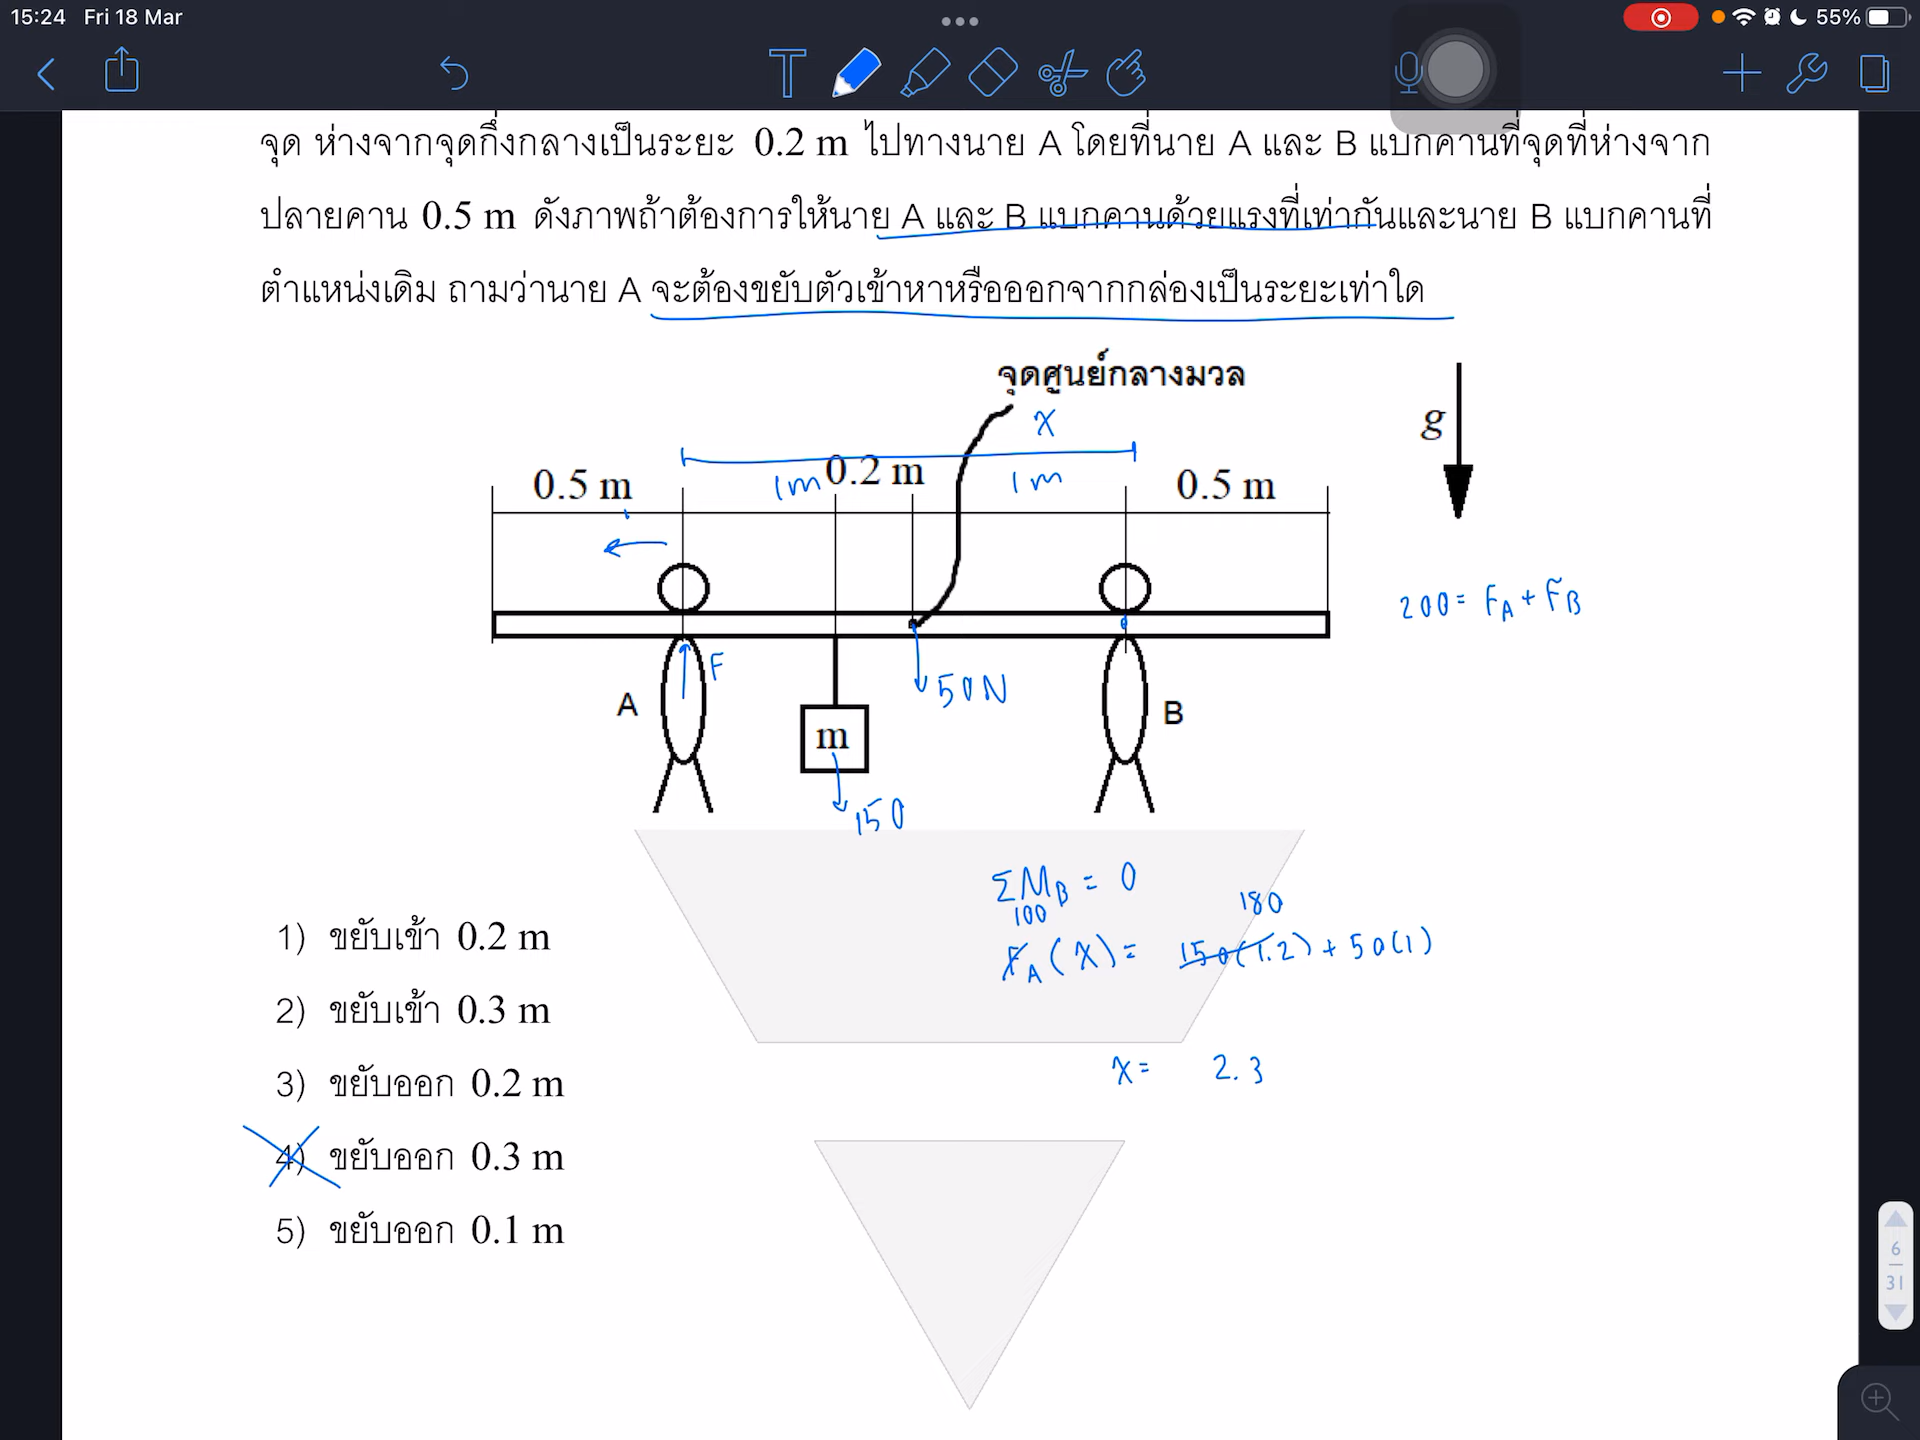 15:24 Fri 18 Mar
55%
จุด ห่างจากจุดกึ่งกลางเป็นระยะ 0.2 m ไปทางนาย A โดยที่นาย A และ B แบกคานที่จุดที่ห่างจาก
ปลายคาน 0.5 m ดังภาพถ้าต้องการให้นาย A และ B แบกคานด้วยแรงที่เท่ากันและนาย B แบกคานที่
ตำแหน่งเดิม ถามว่านาย A จะต้องขยับตัวเข้าหาหรือออกจากกล่องเป็นระยะเท่าใด
จุดศูนย์กลางมวล
x
g
0.5 m 1m 0.2 m 1m 0.5 m
200 = FA + FB
F
50N
A
m
B
150
ΣMB = 0
100 180
FA(x) = 150(1.2) + 50(1)
x = 2.3
1) ขยับเข้า 0.2 m
2) ขยับเข้า 0.3 m
3) ขยับออก 0.2 m
4) ขยับออก 0.3 m
5) ขยับออก 0.1 m
6
31